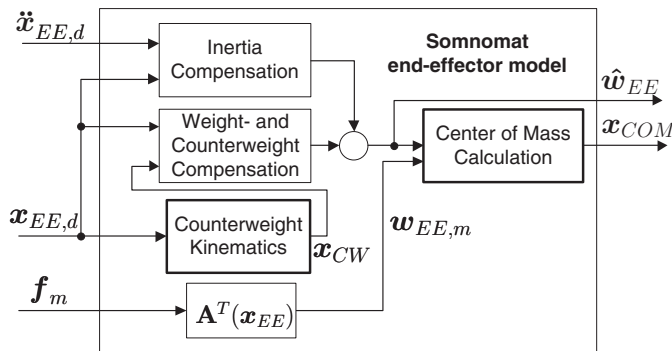 ẍ_EE,d
Inertia
Compensation
Somnomat
end-effector model
ŵ_EE
Weight- and
Counterweight
Compensation
Center of Mass
Calculation
x_COM
x_EE,d
Counterweight
Kinematics
x_CW
w_EE,m
f_m
A^T(x_EE)